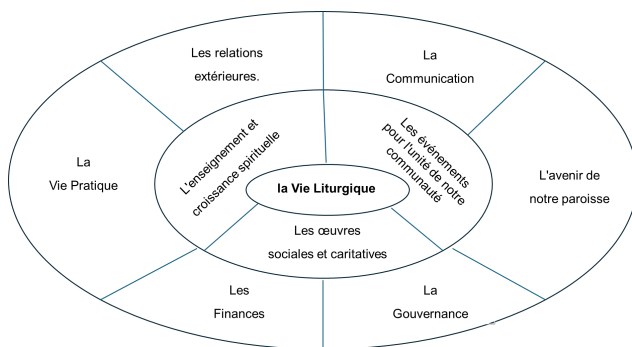 Les relations
extérieures.
La
Communication
La
Vie Pratique
L'enseignement et
croissance spirituelle
Les événements
pour l'unité de notre
communauté
L'avenir de
notre paroisse
la Vie Liturgique
Les œuvres
sociales et caritatives
Les
Finances
La
Gouvernance